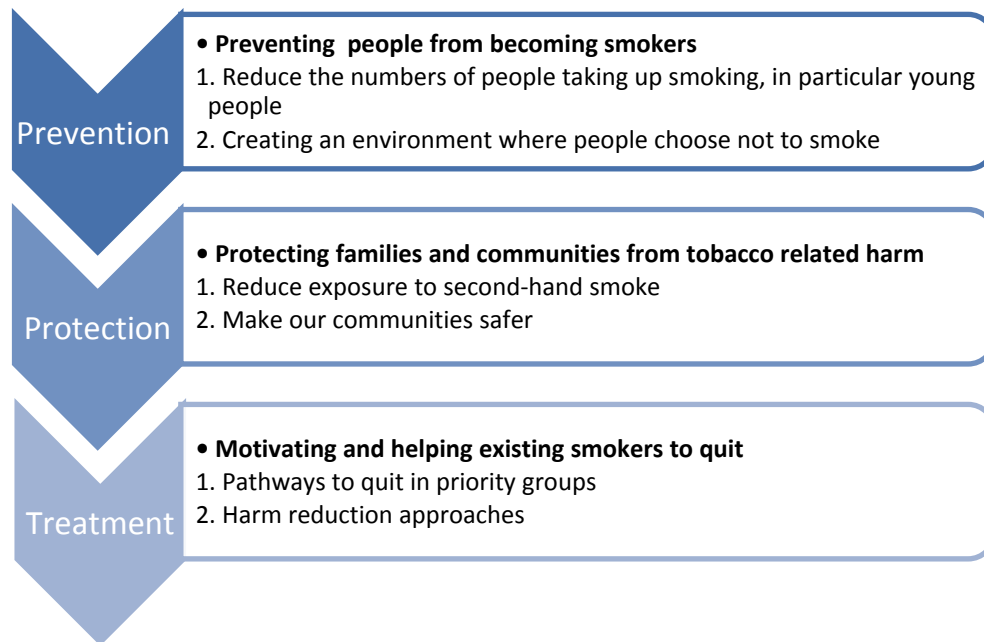 Prevention
• Preventing  people from becoming smokers
1. Reduce the numbers of people taking up smoking, in particular young
people
2. Creating an environment where people choose not to smoke
Protection
• Protecting families and communities from tobacco related harm
1. Reduce exposure to second-hand smoke
2. Make our communities safer
Treatment
• Motivating and helping existing smokers to quit
1. Pathways to quit in priority groups
2. Harm reduction approaches